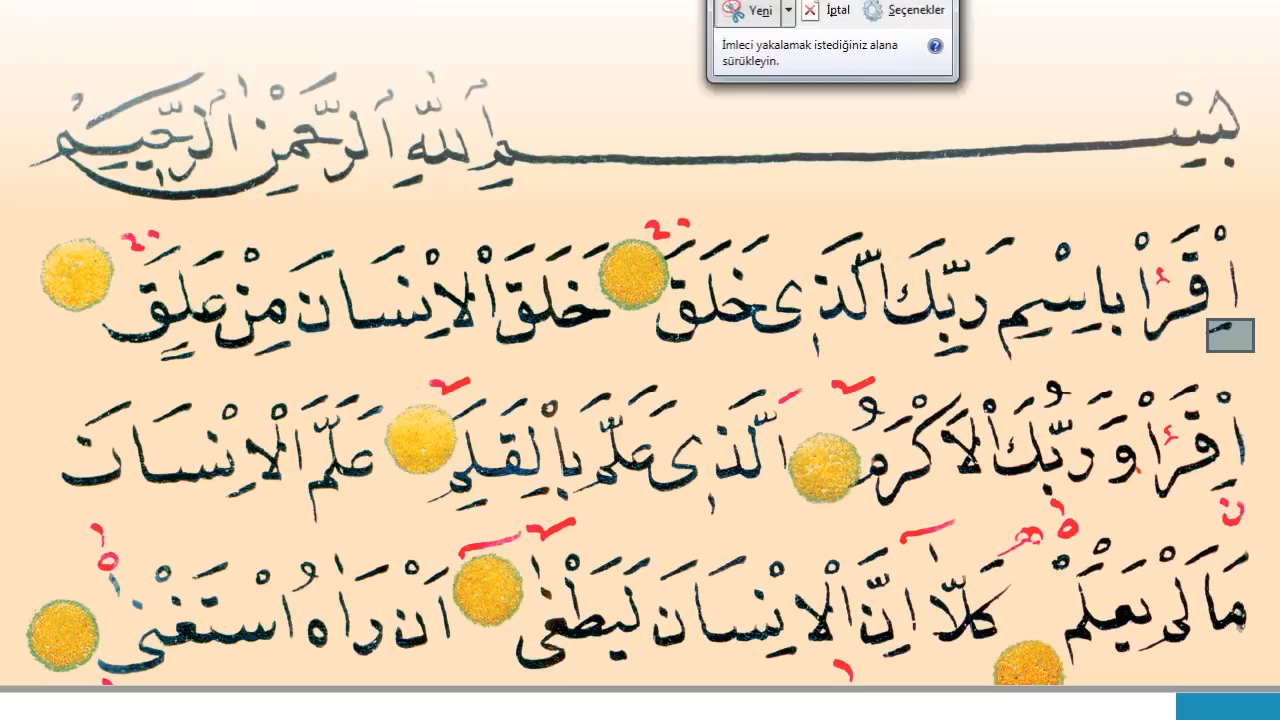 Yeni İptal Seçenekler
İmleci yakalamak istediğiniz alana
sürükleyin.
بِسْمِ اللّٰهِ الرَّحْمٰنِ الرَّح۪يمِ
اِقْرَأْ بِاسْمِ رَبِّكَ الَّذ۪ي خَلَقَ خَلَقَ الْاِنْسَانَ مِنْ عَلَقٍ
اِقْرَأْ وَرَبُّكَ الْاَكْرَمُ اَلَّذ۪ي عَلَّمَ بِالْقَلَمِ عَلَّمَ الْاِنْسَانَ
مَا لَمْ يَعْلَمْ كَلَّٓا اِنَّ الْاِنْسَانَ لَيَطْغٰىٓ اَنْ رَاٰهُ اسْتَغْنٰى